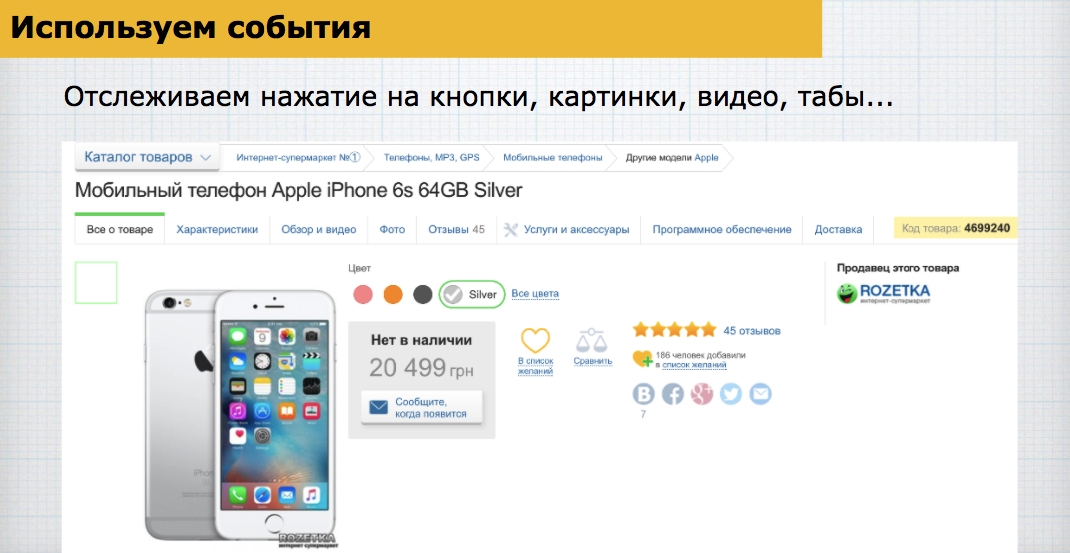 Используем события
Отслеживаем нажатие на кнопки, картинки, видео, табы...
Каталог товаров
Интернет-супермаркет №1
Телефоны, MP3, GPS
Мобильные телефоны
Другие модели Apple
Мобильный телефон Apple iPhone 6s 64GB Silver
Все о товаре
Характеристики
Обзор и видео
Фото
Отзывы 45
Услуги и аксессуары
Программное обеспечение
Доставка
Код товара: 4699240
Цвет
Silver
Все цвета
Нет в наличии
20 499 грн
Сообщите,
когда появится
В список
желаний
Сравнить
45 отзывов
186 человек добавили
в список желаний
7
Продавец этого товара
ROZETKA
интернет-супермаркет
iPhone
ROZETKA
интернет-супермаркет